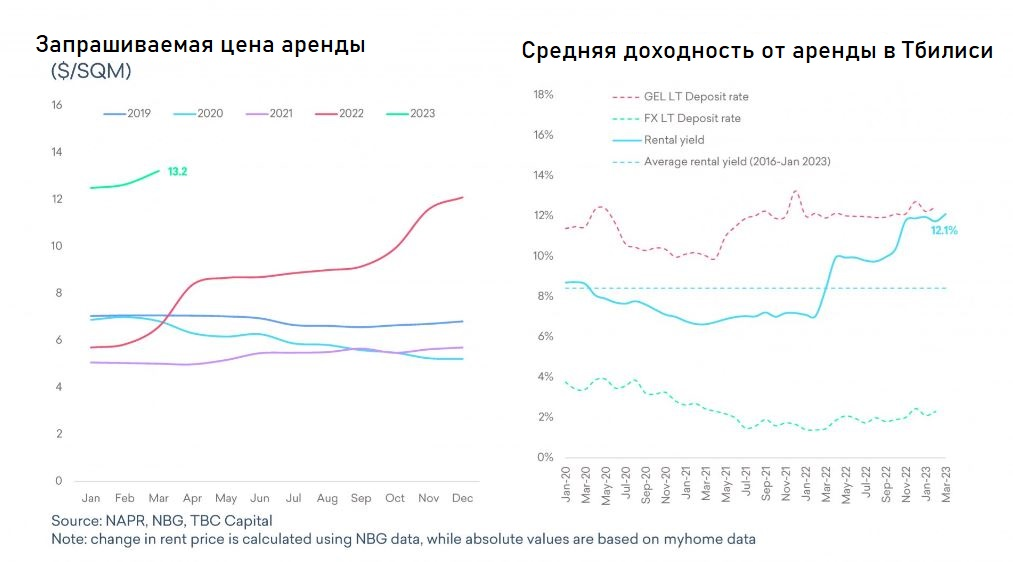 Запрашиваемая цена аренды
($/SQM)
2019 2020 2021 2022 2023
16
14
12
10
8
6
4
2
0
13.2
Jan Feb Mar Apr May Jun Jul Aug Sep Oct Nov Dec
Средняя доходность от аренды в Тбилиси
GEL LT Deposit rate
FX LT Deposit rate
Rental yield
Average rental yield (2016-Jan 2023)
18%
16%
14%
12%
10%
8%
6%
4%
2%
0%
12.1%
Jan-20 Mar-20 May-20 Jul-20 Sep-20 Nov-20 Jan-21 Mar-21 May-21 Jul-21 Sep-21 Nov-21 Jan-22 Mar-22 May-22 Jul-22 Sep-22 Nov-22 Jan-23 Mar-23
Source: NAPR, NBG, TBC Capital
Note: change in rent price is calculated using NBG data, while absolute values are based on myhome data